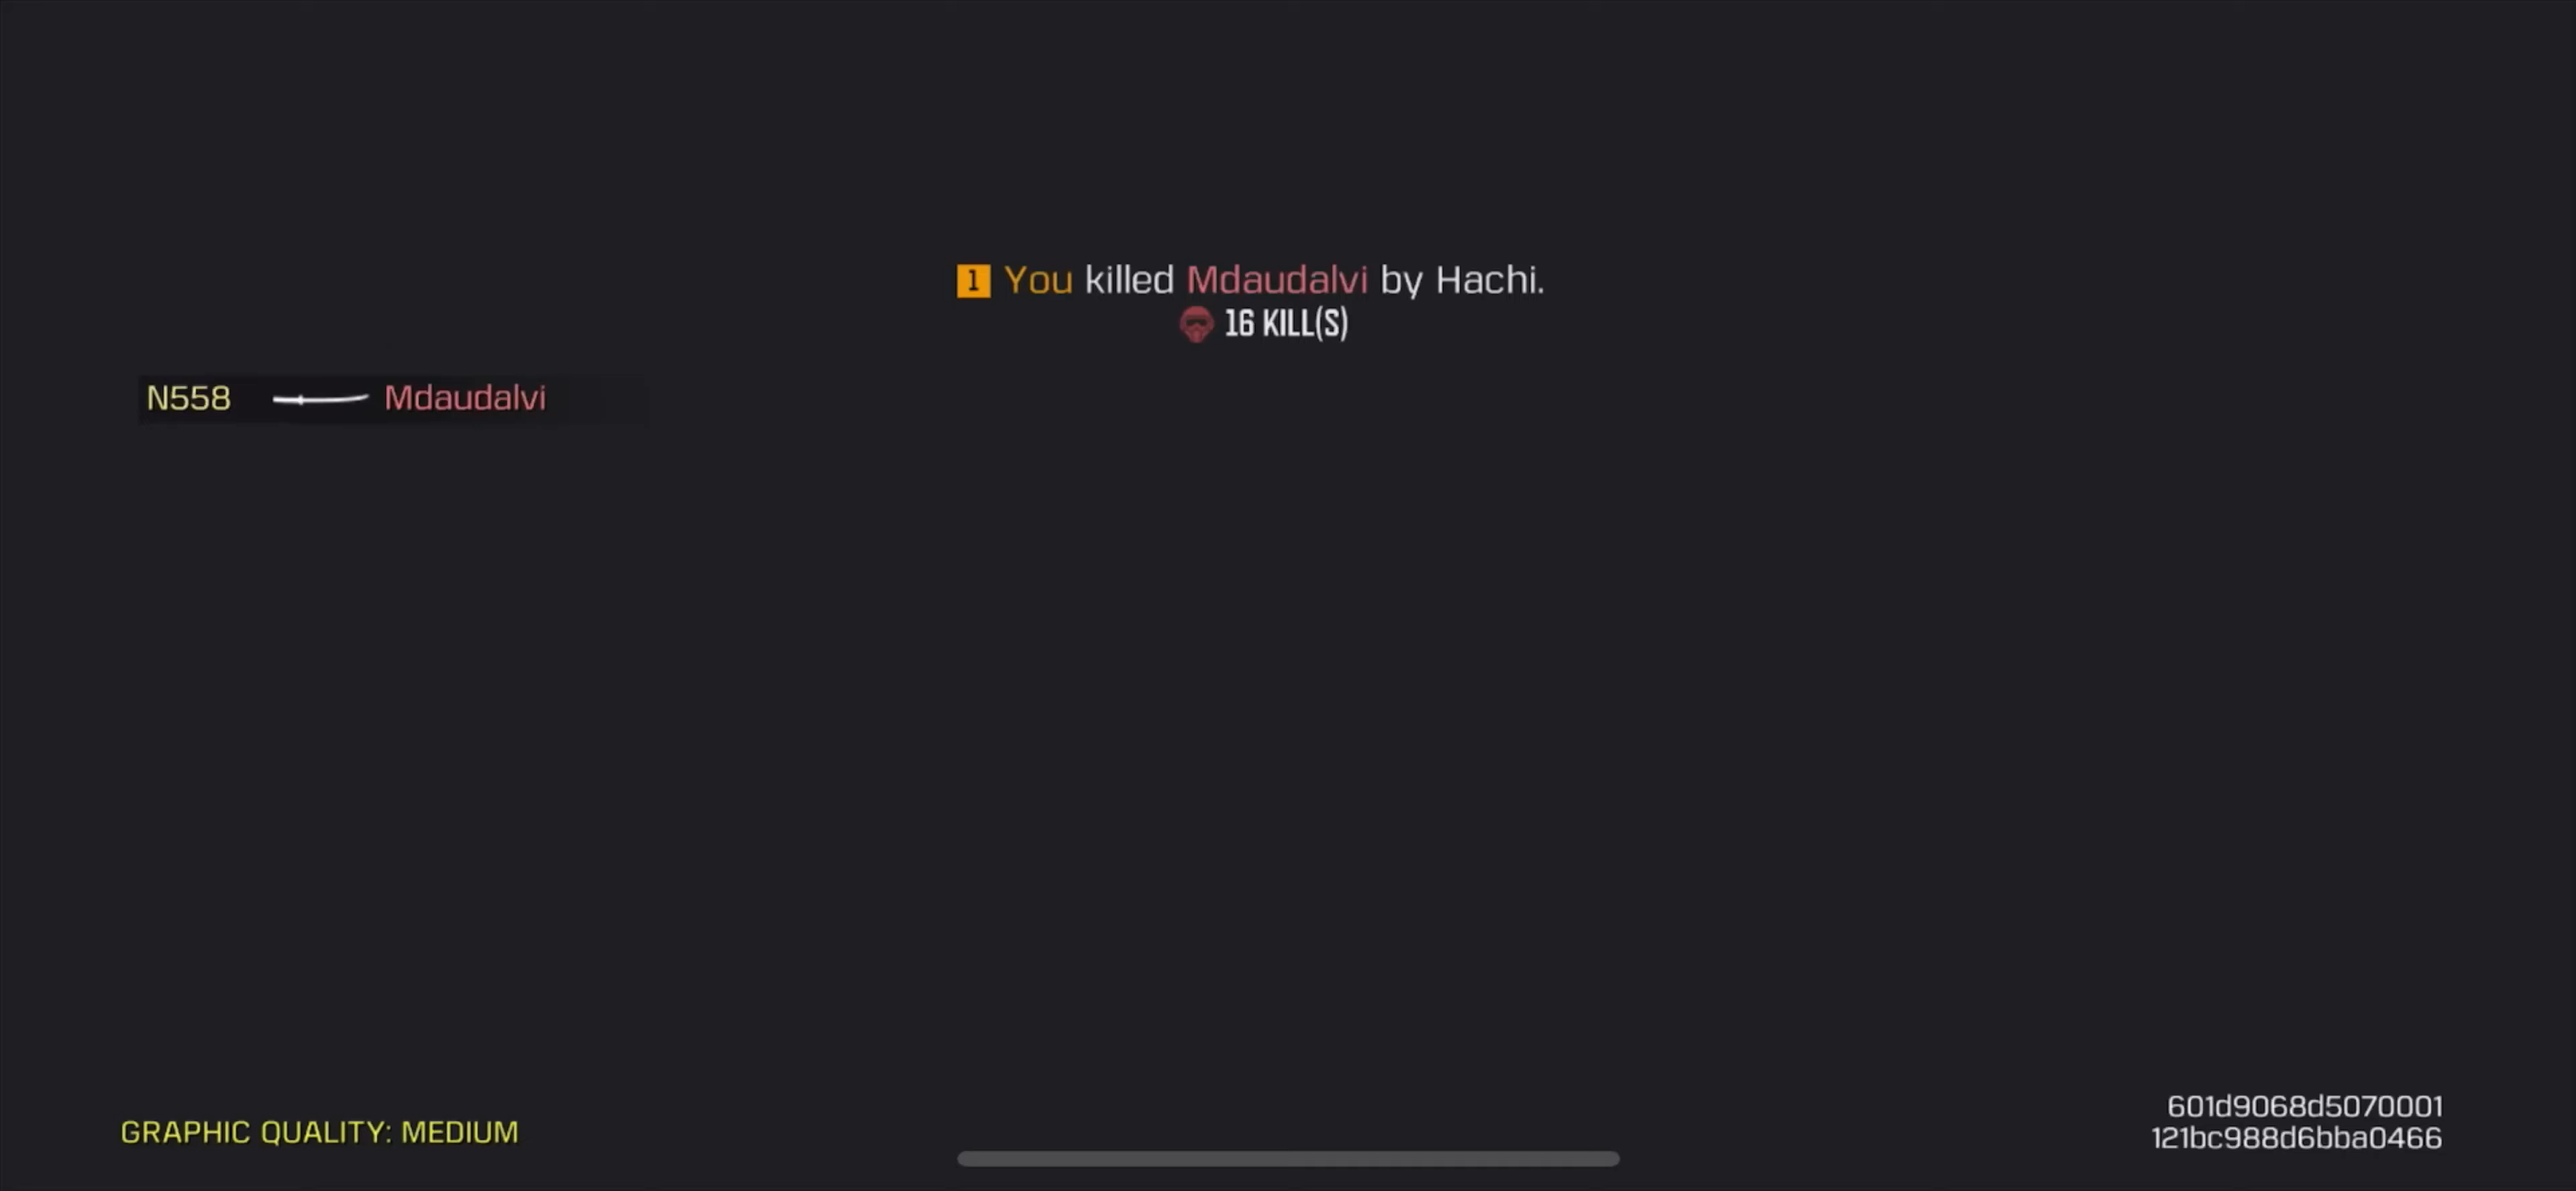 1 You killed Mdaudalvi by Hachi.
16 KILL(S)
N558 Mdaudalvi
GRAPHIC QUALITY: MEDIUM
601d9068d5070001
121bc988d6bba0466